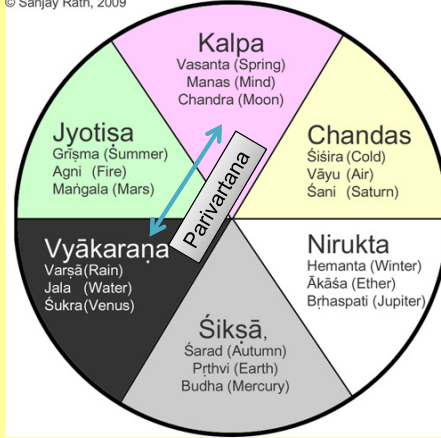 © Sanjay Rath, 2009
Kalpa
Vasanta (Spring)
Manas (Mind)
Chandra (Moon)
Jyotiṣa
Grīṣma (Summer)
Agni (Fire)
Maṅgala (Mars)
Chandas
Śiśira (Cold)
Vāyu (Air)
Śani (Saturn)
Parivartana
Vyākaraṇa
Varṣā (Rain)
Jala (Water)
Śukra (Venus)
Nirukta
Hemanta (Winter)
Ākāśa (Ether)
Bṛhaspati (Jupiter)
Śikṣā,
Śarad (Autumn)
Pṛthvi (Earth)
Budha (Mercury)